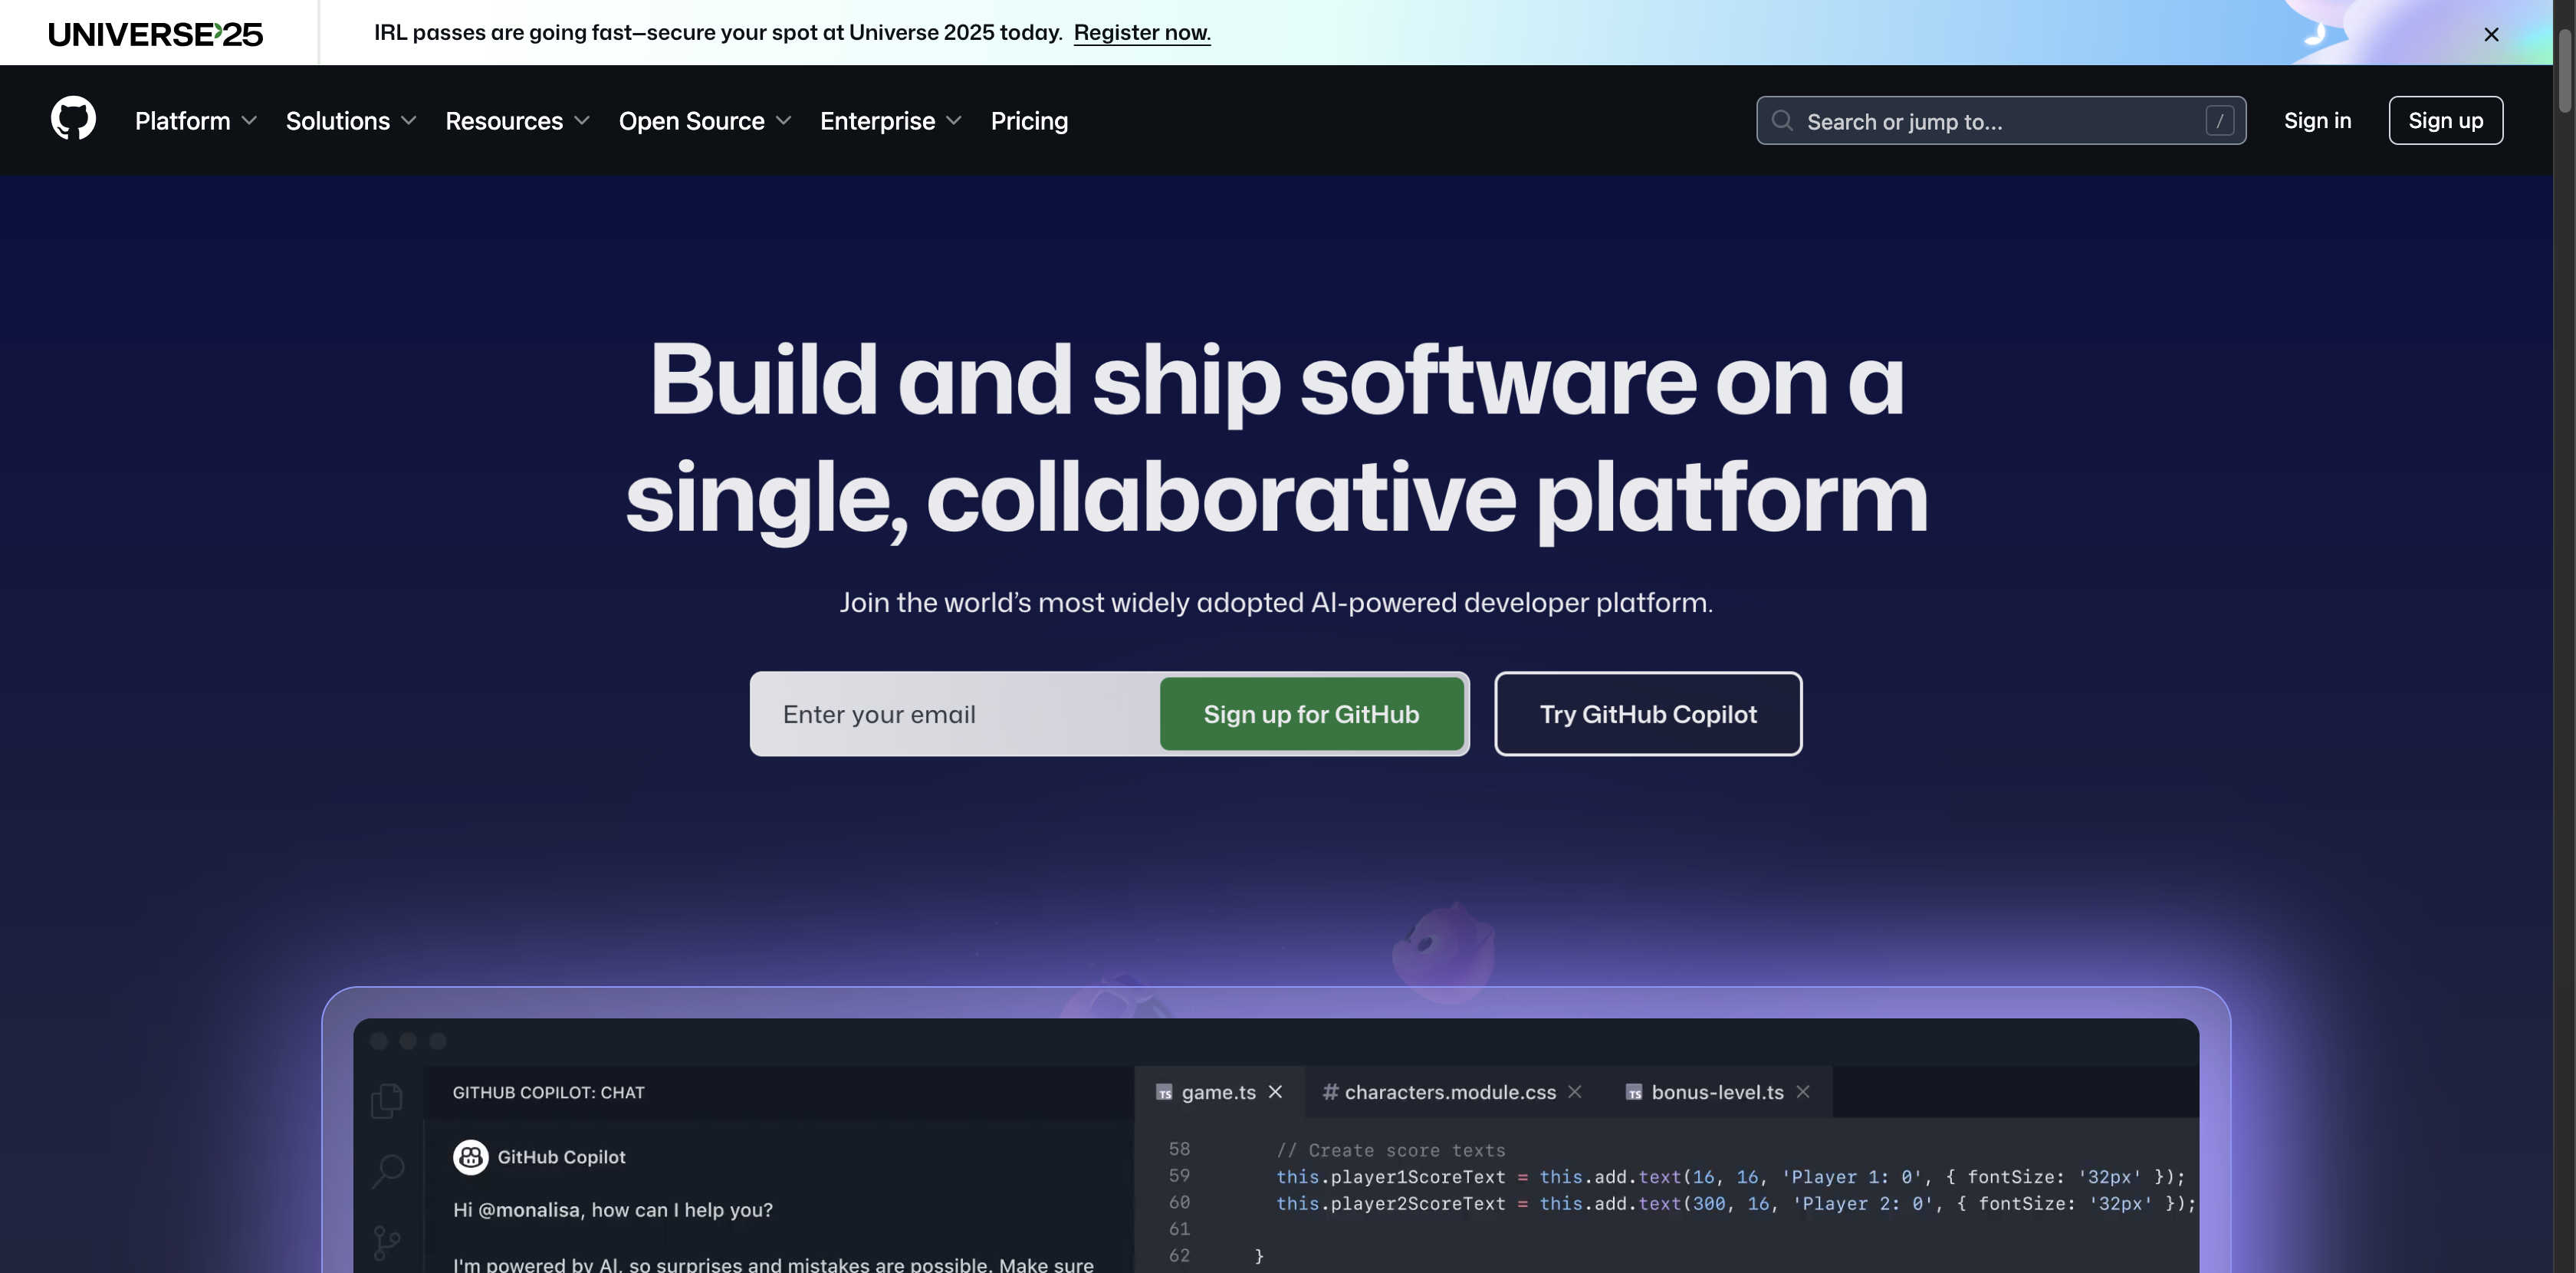 UNIVERSE'25
IRL passes are going fast—secure your spot at Universe 2025 today. Register now.
Platform
Solutions
Resources
Open Source
Enterprise
Pricing
Search or jump to...
/
Sign in
Sign up
Build and ship software on a
single, collaborative platform
Join the world’s most widely adopted AI-powered developer platform.
Enter your email
Sign up for GitHub
Try GitHub Copilot
GITHUB COPILOT: CHAT
GitHub Copilot
Hi @monalisa, how can I help you?
I'm powered by AI, so surprises and mistakes are possible. Make sure
TS game.ts
# characters.module.css
TS bonus-level.ts
58 // Create score texts
59 this.player1ScoreText = this.add.text(16, 16, 'Player 1: 0', { fontSize: '32px' });
60 this.player2ScoreText = this.add.text(300, 16, 'Player 2: 0', { fontSize: '32px' });
61
62 }